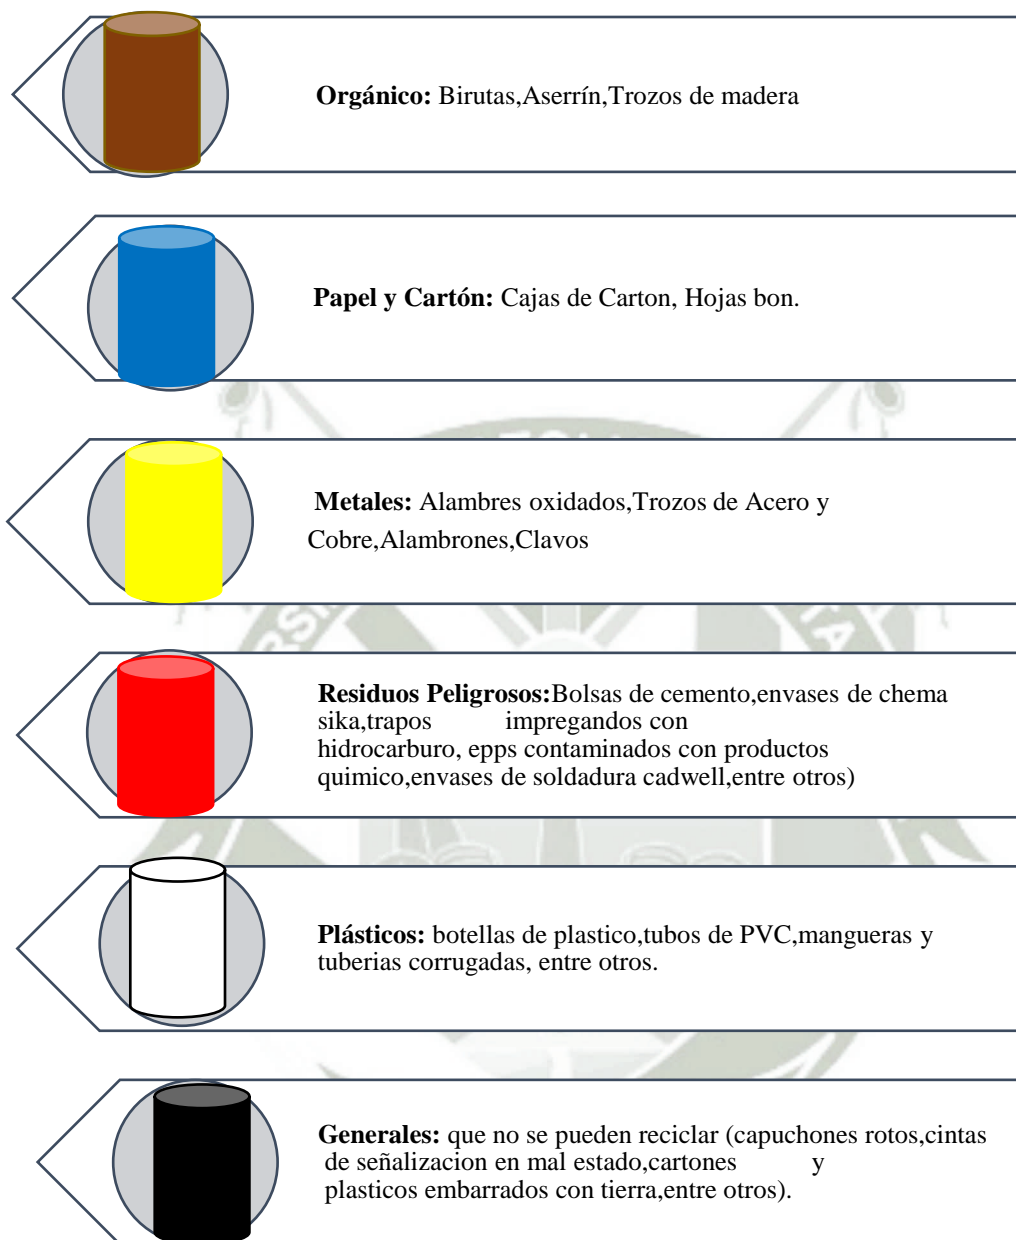 Orgánico: Birutas,Aserrín,Trozos de madera
Papel y Cartón: Cajas de Carton, Hojas bon.
Metales: Alambres oxidados,Trozos de Acero y
Cobre,Alambrones,Clavos
Residuos Peligrosos:Bolsas de cemento,envases de chema
sika,trapos impregandos con
hidrocarburo, epps contaminados con productos
quimico,envases de soldadura cadwell,entre otros)
Plásticos: botellas de plastico,tubos de PVC,mangueras y
tuberias corrugadas, entre otros.
Generales: que no se pueden reciclar (capuchones rotos,cintas
de señalizacion en mal estado,cartones y
plasticos embarrados con tierra,entre otros).